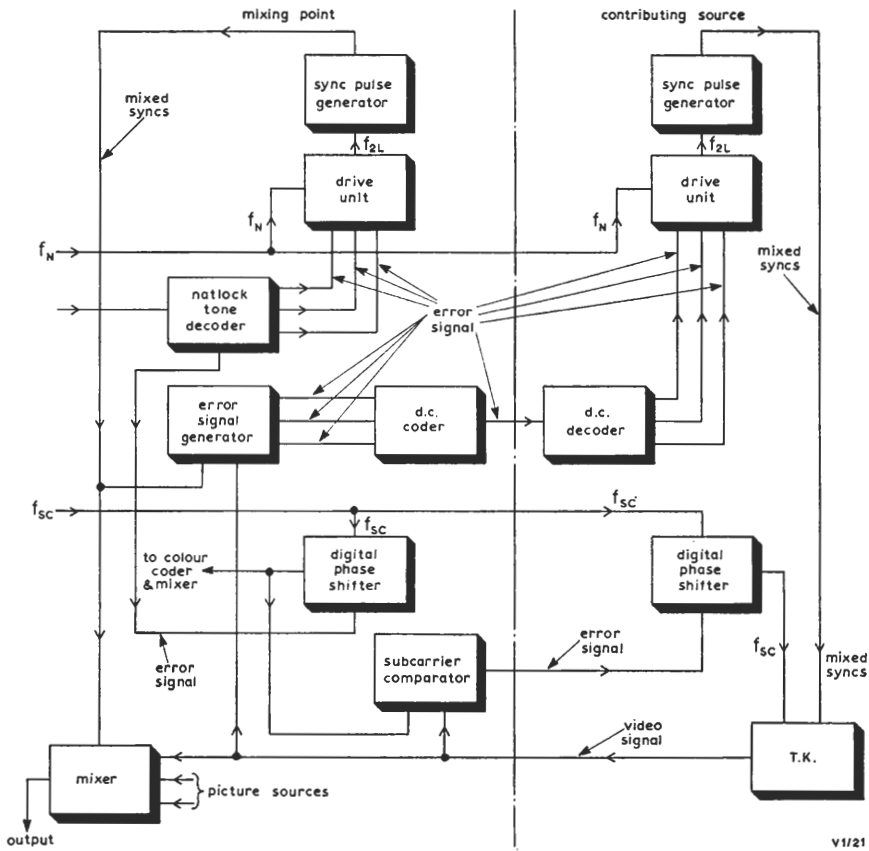 mixing point
contributing source
sync pulse
generator
sync pulse
generator
mixed
syncs
f2L
f2L
drive
unit
drive
unit
fN
fN
fN
mixed
syncs
natlock
tone
decoder
error
signal
error
signal
generator
d.c.
coder
d.c.
decoder
fSC
fSC
fSC
to colour
coder
& mixer
digital
phase
shifter
digital
phase
shifter
error
signal
error
signal
subcarrier
comparator
fSC
mixed
syncs
video
signal
mixer
picture sources
T.K.
output
V1/21